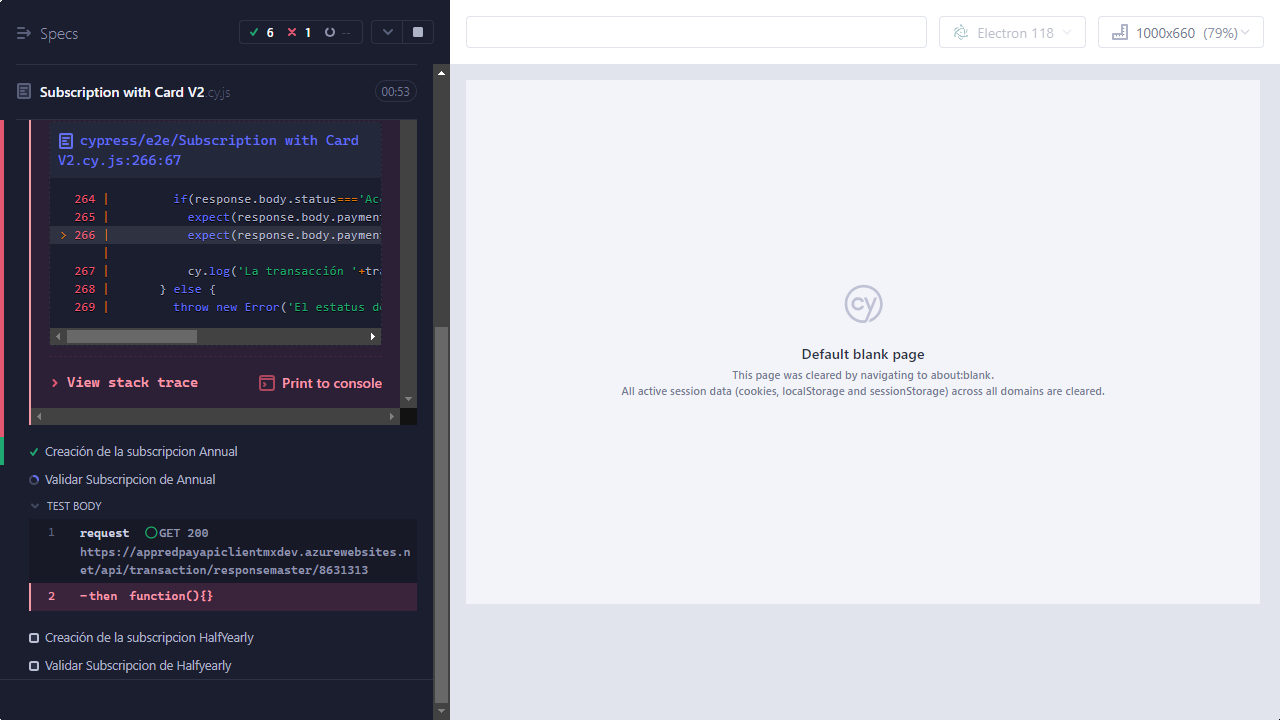 Specs
6
1
--
Electron 118
1000x660 (79%)
Subscription with Card V2.cy.js
00:53
cypress/e2e/Subscription with Card
V2.cy.js:266:67
264 | if(response.body.status==='Acc
265 | expect(response.body.payment
> 266 | expect(response.body.payment
|
267 | cy.log('La transacción '+tra
268 | } else {
269 | throw new Error('El estatus de
View stack trace
Print to console
Creación de la subscripcion Annual
Validar Subscripcion de Annual
TEST BODY
1 request GET 200
https://appredpayapiclientmxdev.azurewebsites.n
et/api/transaction/responsemaster/8631313
2 -then function(){}
Creación de la subscripcion HalfYearly
Validar Subscripcion de Halfyearly
cy
Default blank page
This page was cleared by navigating to about:blank.
All active session data (cookies, localStorage and sessionStorage) across all domains are cleared.